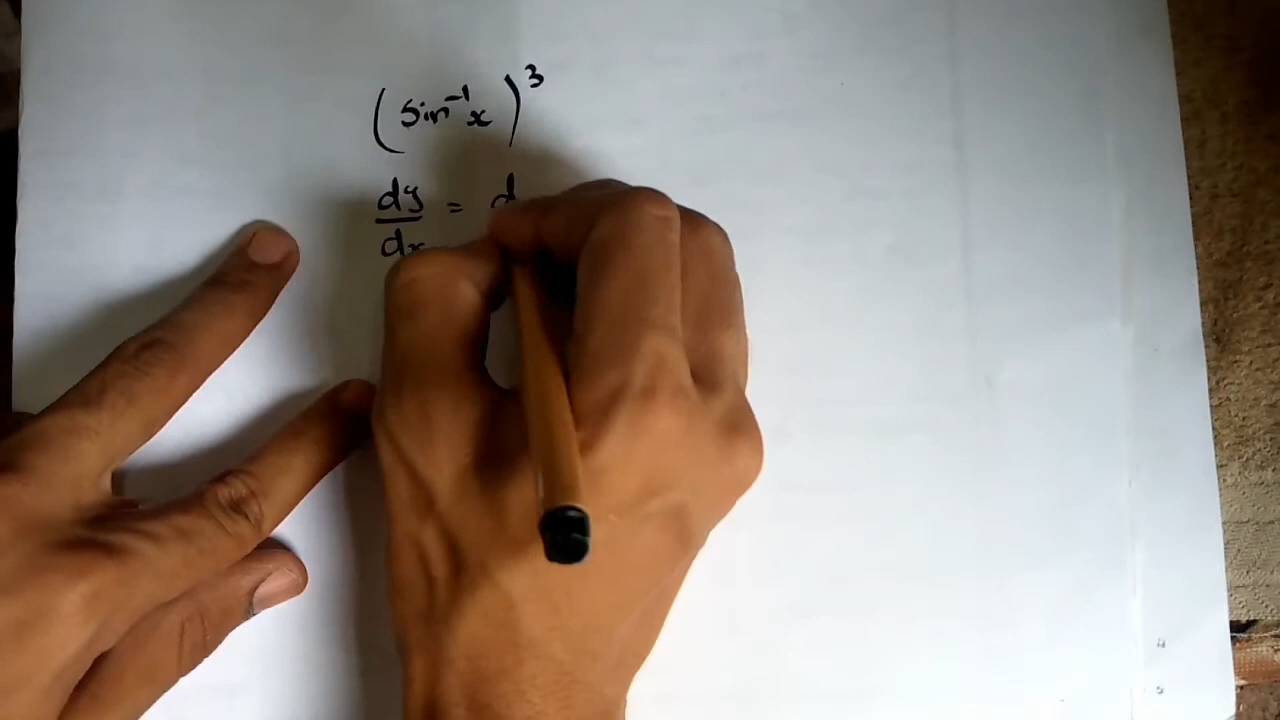 (sin⁻¹x)³
dy/dx = d